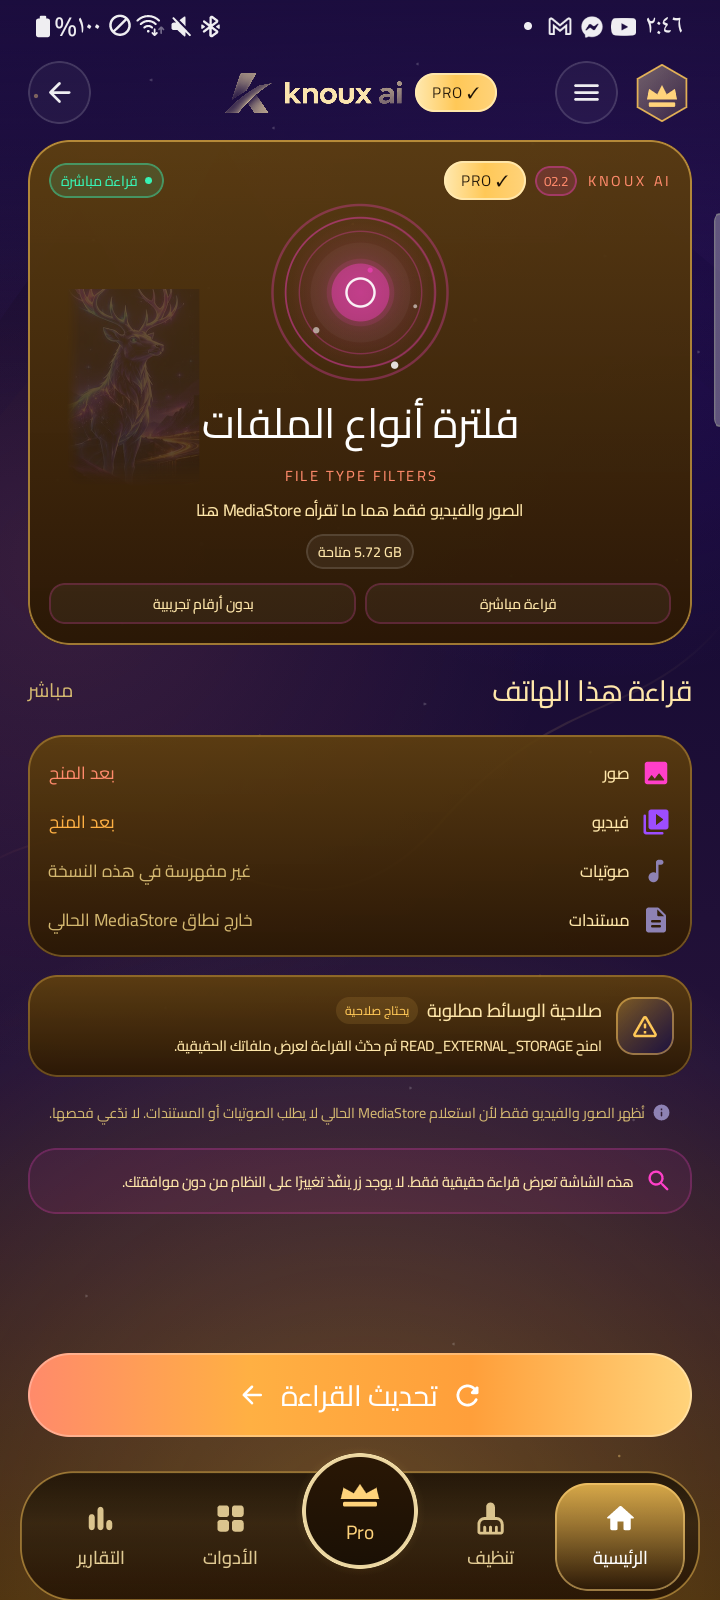 ٢:٤٦
%١٠٠
knoux ai PRO ✓
KNOUX AI 02.2 PRO ✓ قراءة مباشرة
فلترة أنواع الملفات
FILE TYPE FILTERS
الصور والفيديو فقط هما ما تقرأه MediaStore هنا
5.72 GB متاحة
قراءة مباشرة
بدون أرقام تجريبية
قراءة هذا الهاتف
مباشر
صور بعد المنح
فيديو بعد المنح
صوتيات غير مفهرسة في هذه النسخة
مستندات خارج نطاق MediaStore الحالي
صلاحية الوسائط مطلوبة يحتاج صلاحية
امنح READ_EXTERNAL_STORAGE ثم حدّث القراءة لعرض ملفاتك الحقيقية.
تُظهر الصور والفيديو فقط لأن استعلام MediaStore الحالي لا يطلب الصوتيات أو المستندات. لا ندّعي فحصها.
هذه الشاشة تعرض قراءة حقيقية فقط. لا يوجد زر ينفّذ تغييرًا على النظام من دون موافقتك.
تحديث القراءة
الرئيسية
تنظيف
Pro
الأدوات
التقارير